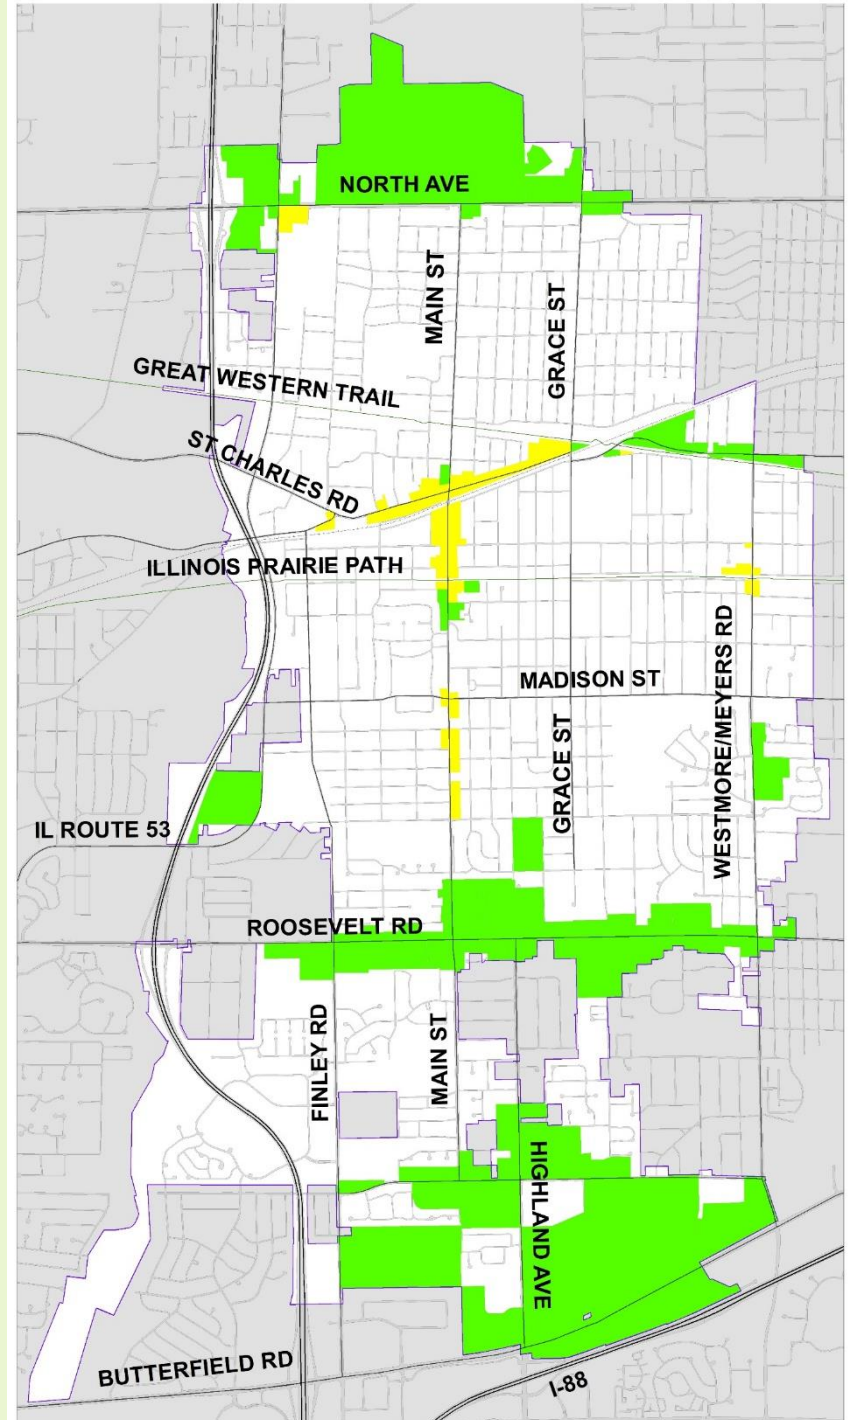 NORTH AVE
MAIN ST
GRACE ST
GREAT WESTERN TRAIL
ST CHARLES RD
ILLINOIS PRAIRIE PATH
MADISON ST
WESTMORE/MEYERS RD
GRACE ST
IL ROUTE 53
ROOSEVELT RD
FINLEY RD
MAIN ST
HIGHLAND AVE
BUTTERFIELD RD
I-88